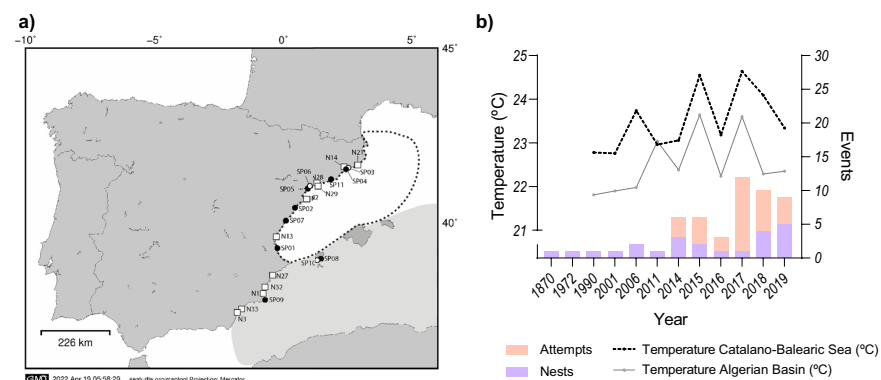 a)
−10˚ −5˚ 0˚ 5˚
45˚
40˚
N21
N14
SP03
SP04
SP06
N28
SP05
SP11
N29
SP02
SP07
N13
SP01
SP08
N27
N32
N1
SP09
N33
N3
226 km
GMD 2022 Apr 19 05:58:29
b)
Temperature (ºC)
25
24
23
22
21
30
25
20
15
10
5
0
Events
1870 1972 1990 2001 2006 2011 2014 2015 2016 2017 2018 2019
Year
Attempts
Nests
Temperature Catalano-Balearic Sea (ºC)
Temperature Algerian Basin (ºC)